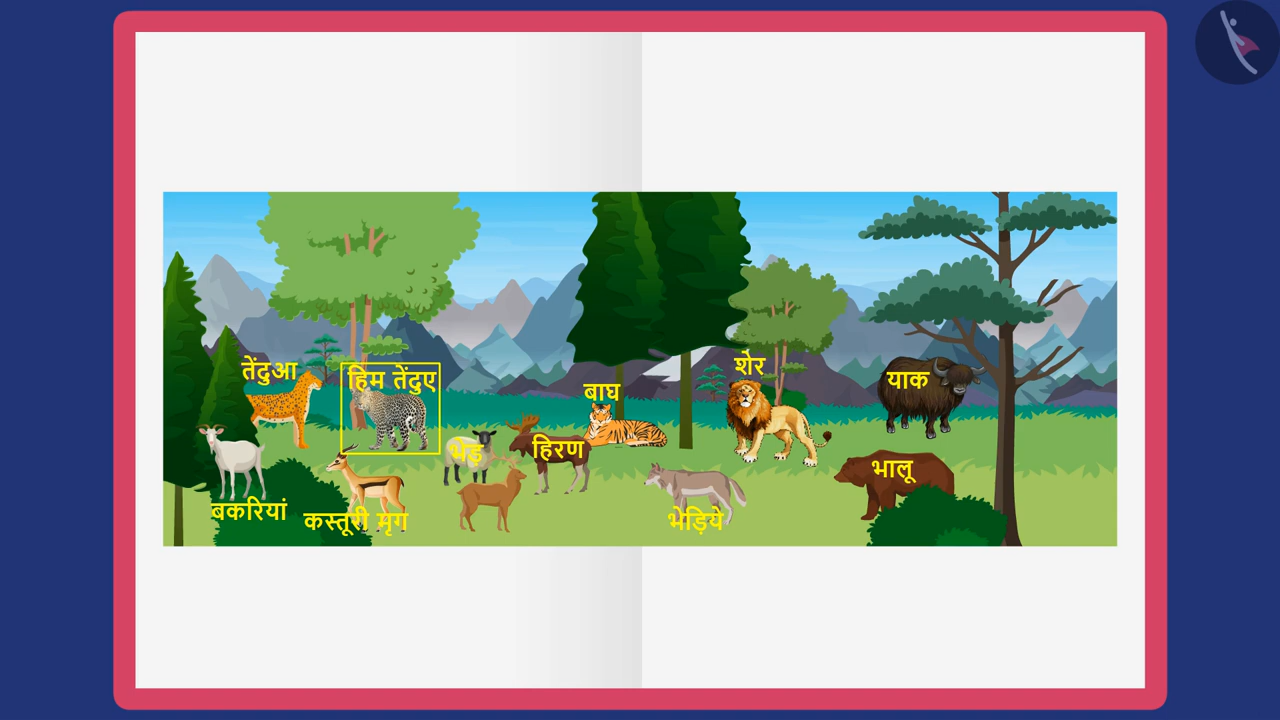 तेंदुआ
हिम तेंदुए
बाघ
शेर
याक
भेड़
हिरण
भालू
बकरियां
कस्तूरी मृग
भेड़िये